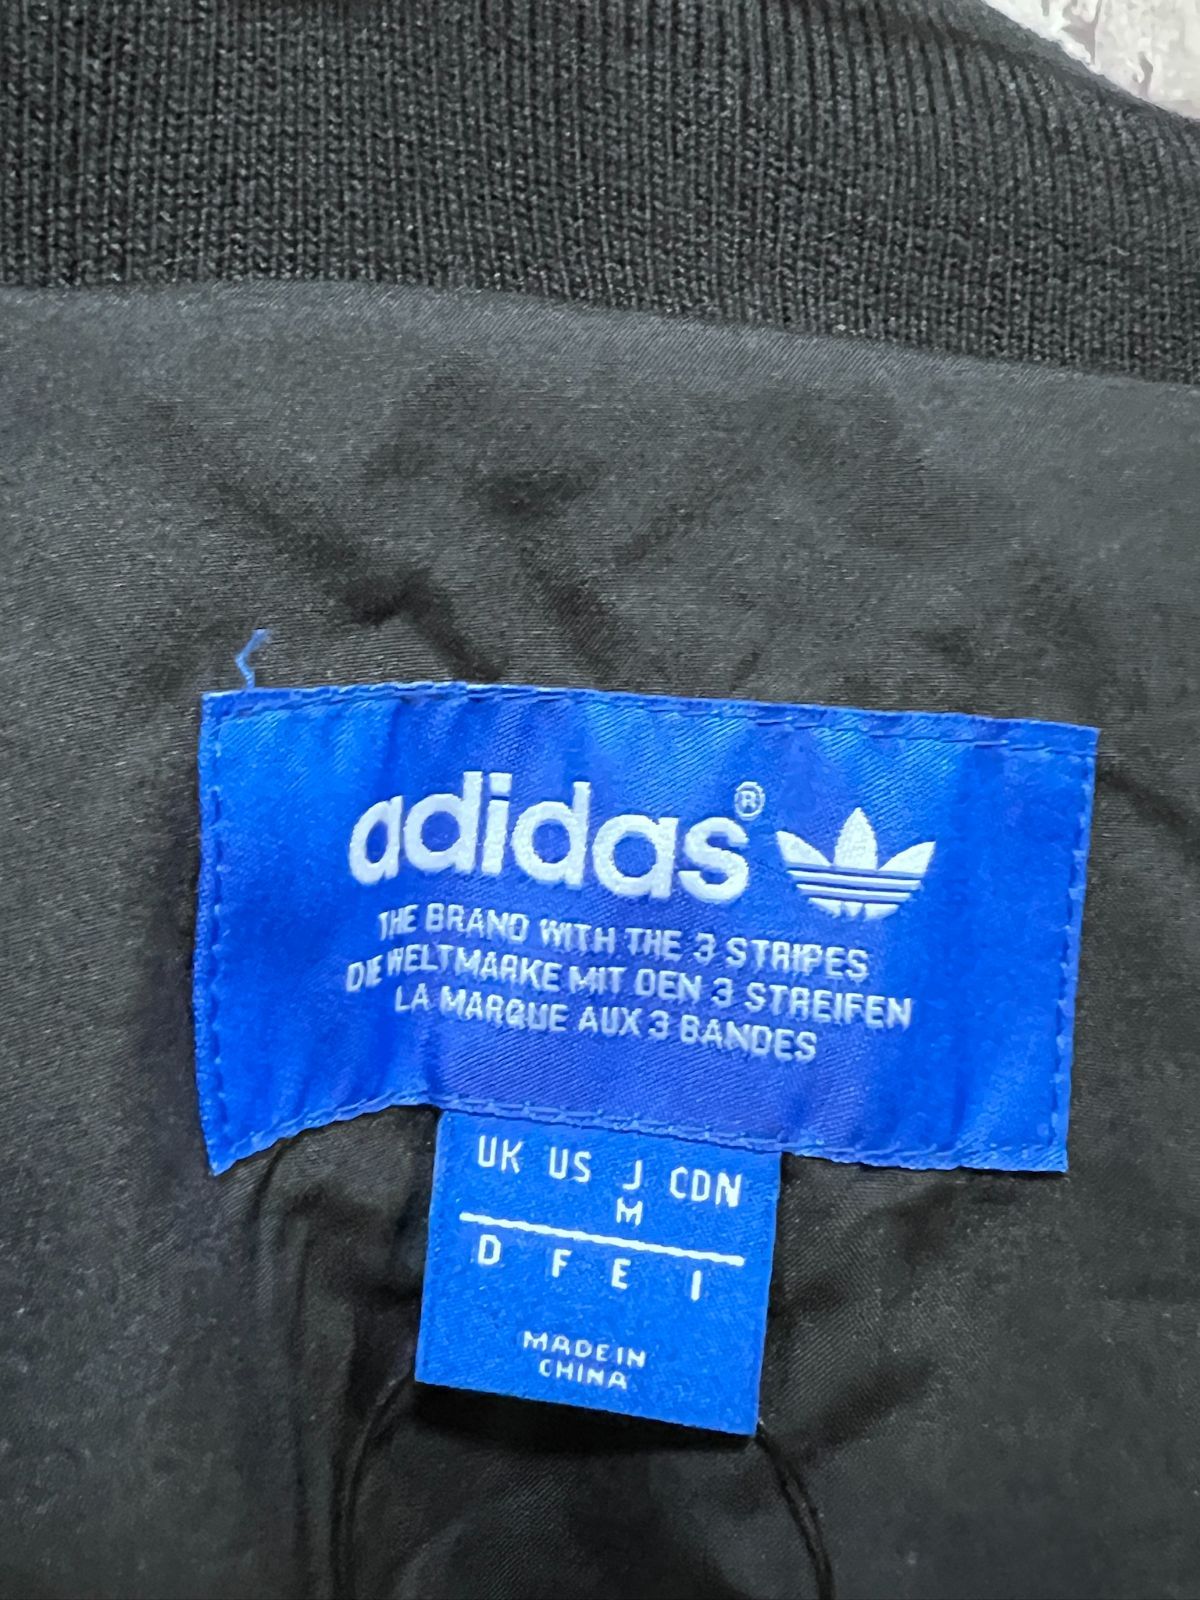 adidas®
THE BRAND WITH THE 3 STRIPES
DIE WELTMARKE MIT DEN 3 STREIFEN
LA MARQUE AUX 3 BANDES
UK US J CDN
M
D F E I
MADE IN
CHINA